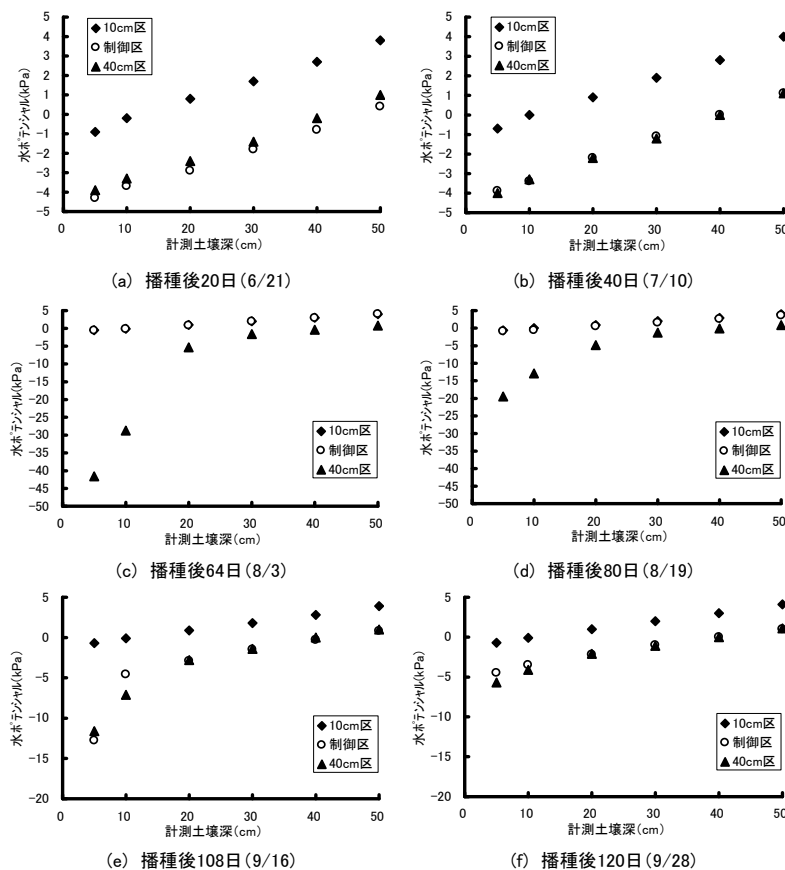 5
4
3
2
1
0
-1
-2
-3
-4
-5
水ﾎﾟﾃﾝｼｬﾙ(kPa)
10cm区
制御区
40cm区
0 10 20 30 40 50
計測土壌深(cm)
(a) 播種後20日(6/21)
5
4
3
2
1
0
-1
-2
-3
-4
5
水ﾎﾟﾃﾝｼｬﾙ(kPa)
10cm区
制御区
40cm区
0 10 20 30 40 50
計測土壌深(cm)
(b) 播種後40日(7/10)
5
0
-5
-10
-15
-20
-25
-30
-35
-40
-45
-50
水ﾎﾟﾃﾝｼｬﾙ(kPa)
10cm区
制御区
40cm区
0 10 20 30 40 50
計測土壌深(cm)
(c) 播種後64日(8/3)
5
0
-5
-10
-15
-20
-25
-30
-35
-40
-45
-50
水ﾎﾟﾃﾝｼｬﾙ(kPa)
10cm区
制御区
40cm区
0 10 20 30 40 50
計測土壌深(cm)
(d) 播種後80日(8/19)
5
0
-5
-10
-15
-20
水ﾎﾟﾃﾝｼｬﾙ(kPa)
10cm区
制御区
40cm区
0 10 20 30 40 50
計測土壌深(cm)
(e) 播種後108日(9/16)
5
0
-5
-10
-15
-20
水ﾎﾟﾃﾝｼｬﾙ(kPa)
10cm区
制御区
40cm区
0 10 20 30 40 50
計測土壌深(cm)
(f) 播種後120日(9/28)